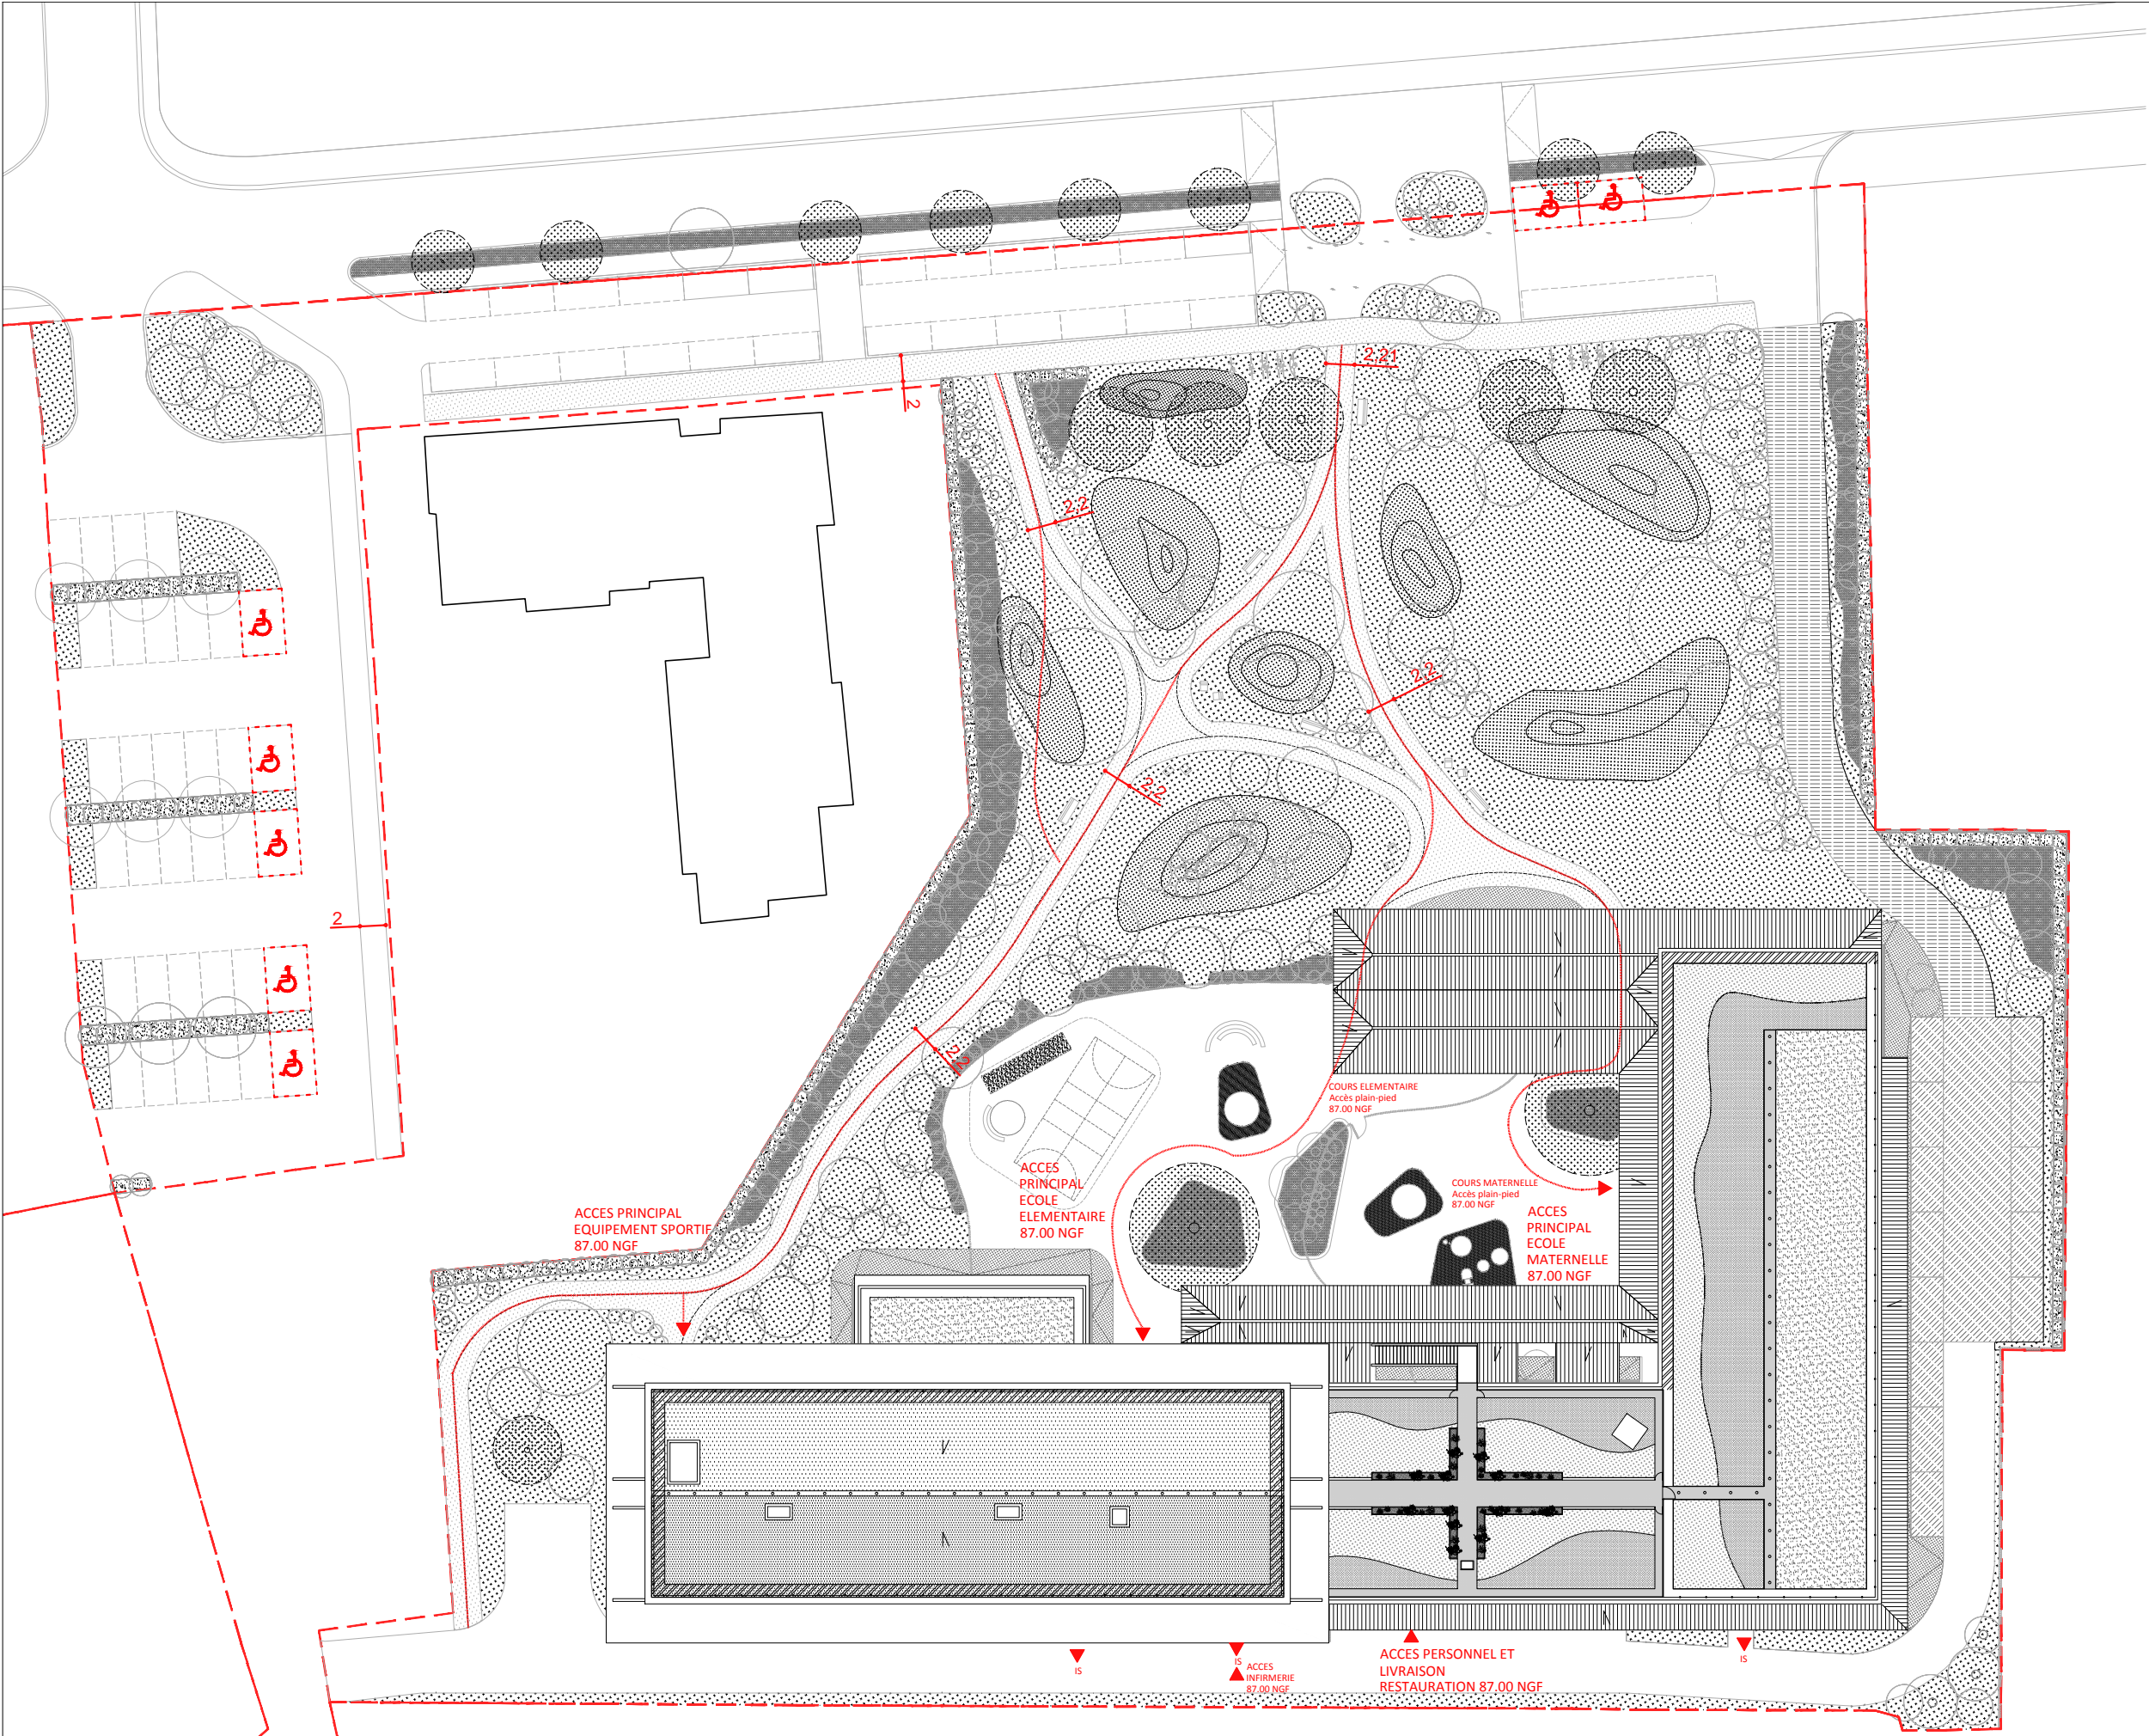 2,21
2
2,2
2,2
2,2
2
2,2
COURS ELEMENTAIRE
Accès plain-pied
87.00 NGF
ACCES
PRINCIPAL
ECOLE
ELEMENTAIRE
87.00 NGF
COURS MATERNELLE
Accès plain-pied
87.00 NGF
ACCES PRINCIPAL
EQUIPEMENT SPORTIF
87.00 NGF
ACCES
PRINCIPAL
ECOLE
MATERNELLE
87.00 NGF
IS
IS
ACCES
INFIRMERIE
87.00 NGF
ACCES PERSONNEL ET
LIVRAISON
RESTAURATION 87.00 NGF
IS